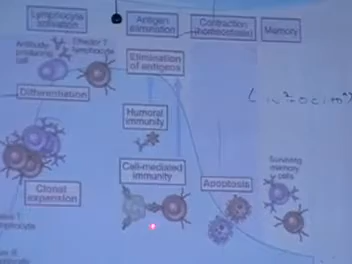 Lymphocyte
activation
Antigen
elimination
Contraction
(homeostasis)
Memory
Antibody-
producing
cell
Effector T
lymphocyte
Elimination
of antigens
Differentiation
Humoral
immunity
Cell-mediated
immunity
Clonal
expansion
Apoptosis
Surviving
memory
cells